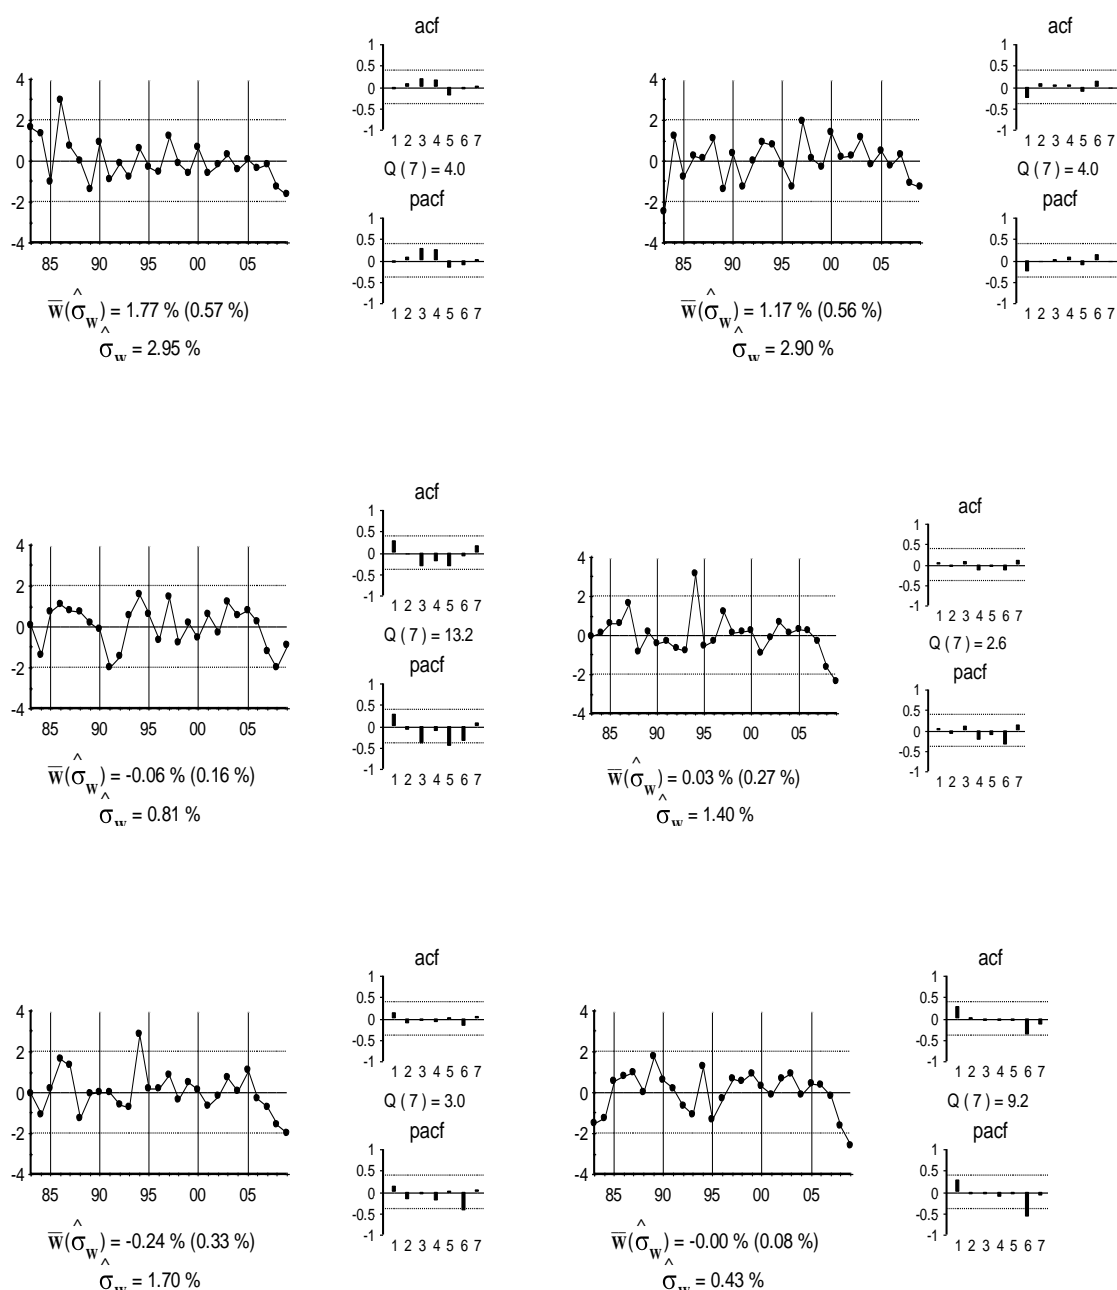 acf
1
0.5
0
-0.5
-1
1 2 3 4 5 6 7
Q ( 7 ) = 4.0
pacf
1
0.5
0
-0.5
-1
1 2 3 4 5 6 7
4
2
0
-2
-4
85 90 95 00 05
w̅(σ̂w) = 1.77 % (0.57 %)
σ̂w = 2.95 %
acf
1
0.5
0
-0.5
-1
1 2 3 4 5 6 7
Q ( 7 ) = 4.0
pacf
1
0.5
0
-0.5
-1
1 2 3 4 5 6 7
4
2
0
-2
-4
85 90 95 00 05
w̅(σ̂w) = 1.17 % (0.56 %)
σ̂w = 2.90 %
acf
1
0.5
0
-0.5
-1
1 2 3 4 5 6 7
Q ( 7 ) = 13.2
pacf
1
0.5
0
-0.5
-1
1 2 3 4 5 6 7
4
2
0
-2
-4
85 90 95 00 05
w̅(σ̂w) = -0.06 % (0.16 %)
σ̂w = 0.81 %
acf
1
0.5
0
-0.5
-1
1 2 3 4 5 6 7
Q ( 7 ) = 2.6
pacf
1
0.5
0
-0.5
-1
1 2 3 4 5 6 7
4
2
0
-2
-4
85 90 95 00 05
w̅(σ̂w) = 0.03 % (0.27 %)
σ̂w = 1.40 %
acf
1
0.5
0
-0.5
-1
1 2 3 4 5 6 7
Q ( 7 ) = 3.0
pacf
1
0.5
0
-0.5
-1
1 2 3 4 5 6 7
4
2
0
-2
-4
85 90 95 00 05
w̅(σ̂w) = -0.24 % (0.33 %)
σ̂w = 1.70 %
acf
1
0.5
0
-0.5
-1
1 2 3 4 5 6 7
Q ( 7 ) = 9.2
pacf
1
0.5
0
-0.5
-1
1 2 3 4 5 6 7
4
2
0
-2
-4
85 90 95 00 05
w̅(σ̂w) = -0.00 % (0.08 %)
σ̂w = 0.43 %